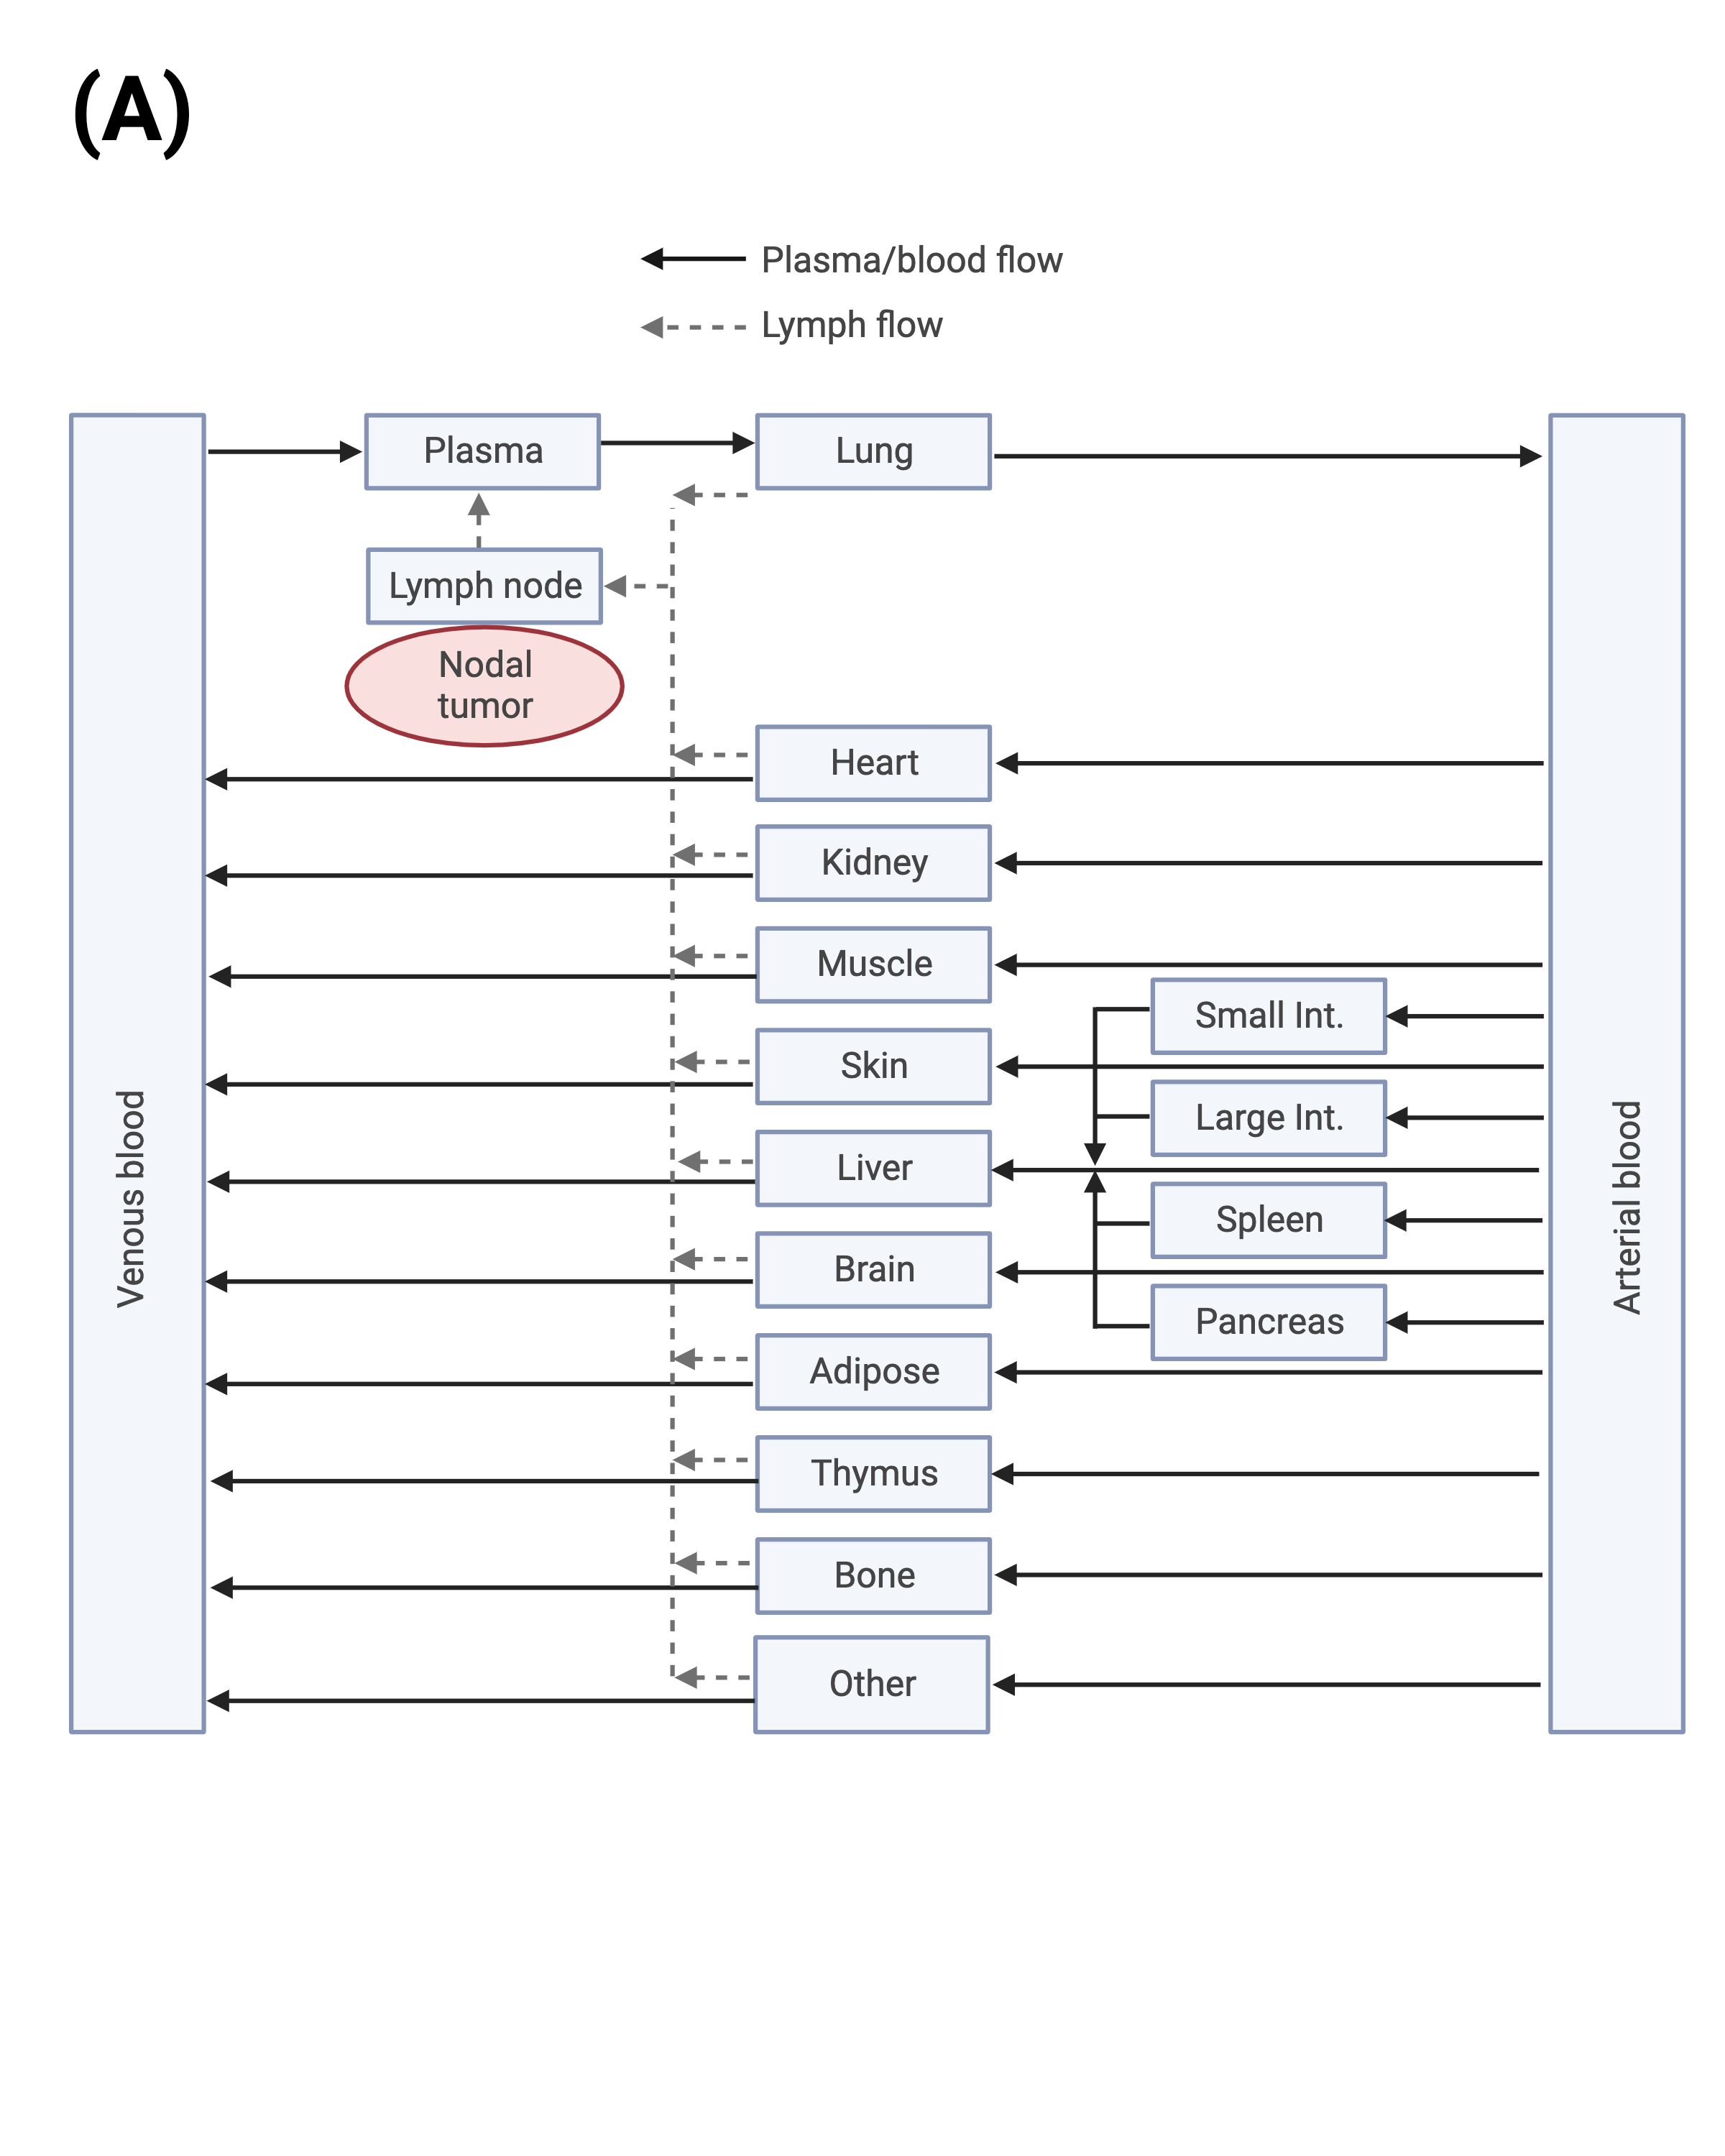 (A)
Plasma/blood flow
Lymph flow
Plasma
Lung
Lymph node
Nodal
tumor
Heart
Kidney
Muscle
Small Int.
Skin
Large Int.
Liver
Spleen
Brain
Pancreas
Adipose
Thymus
Bone
Other
Venous blood
Arterial blood